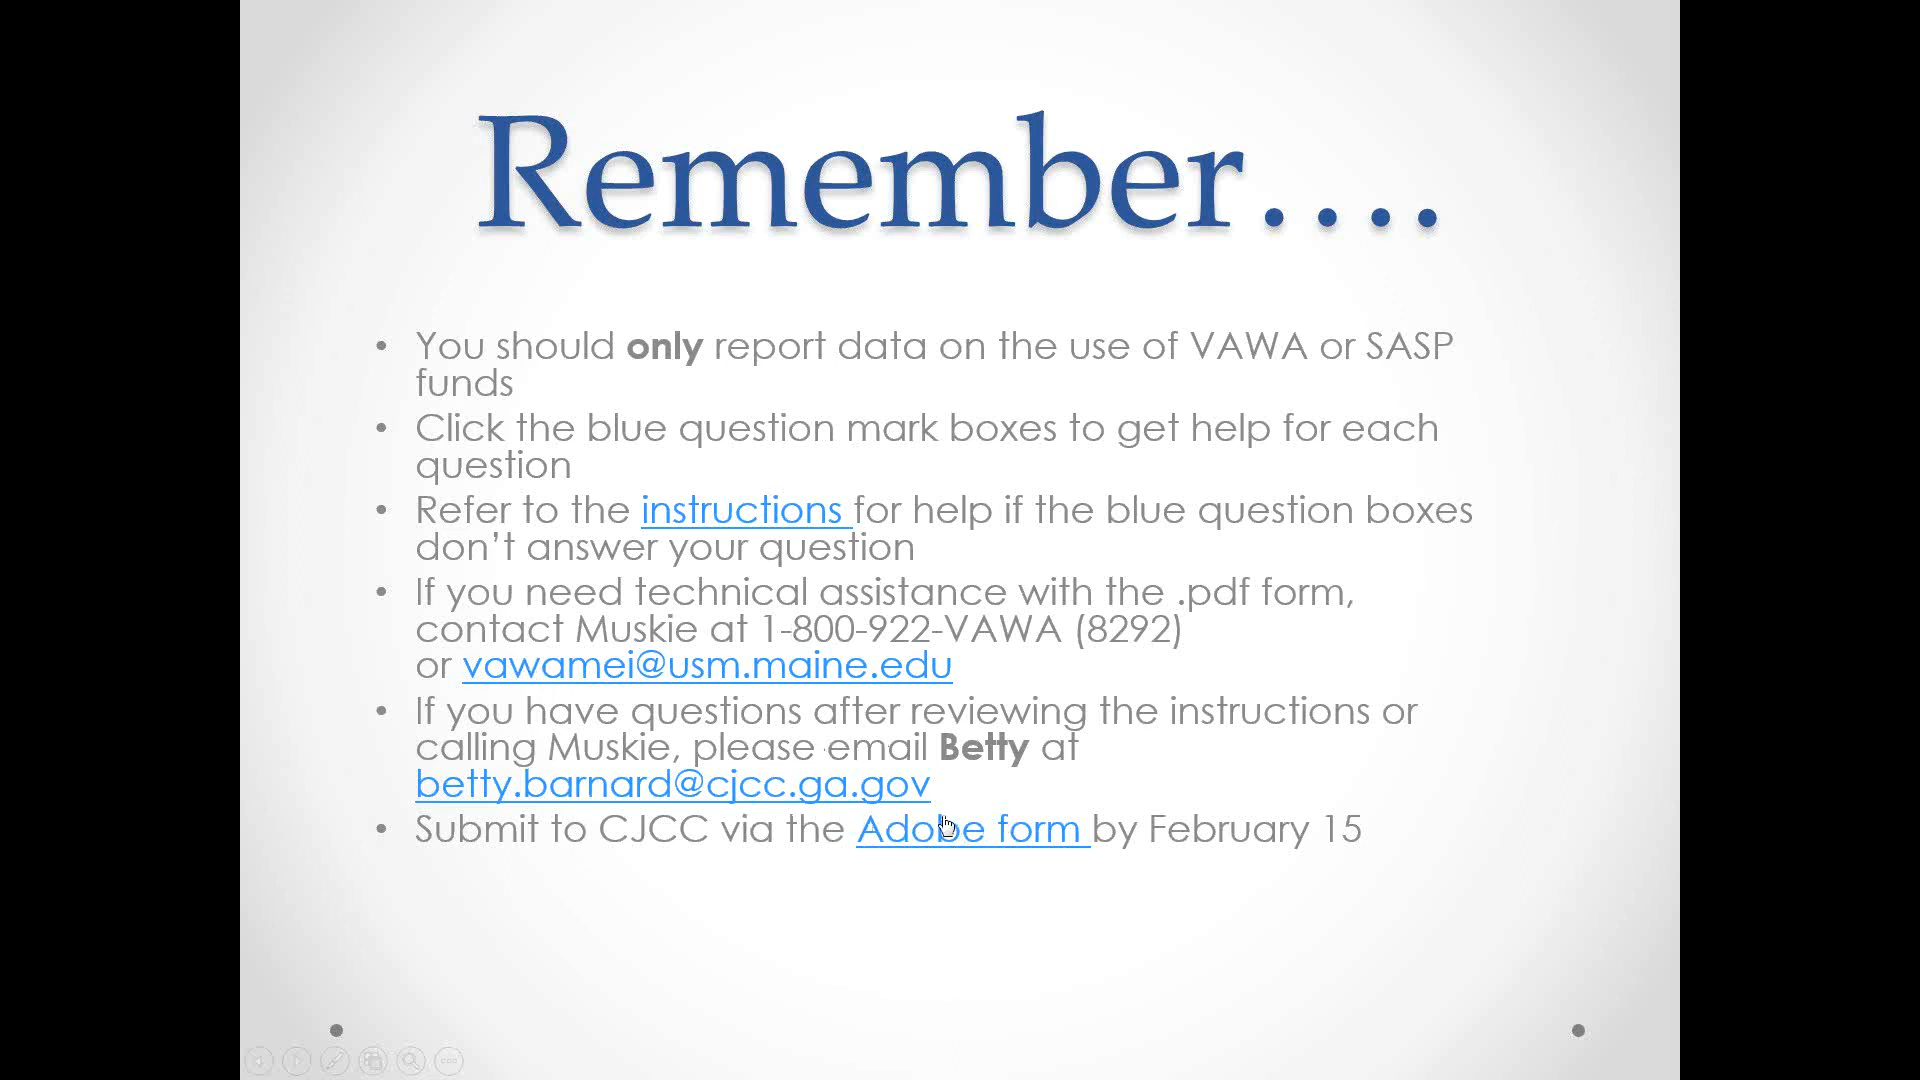 Remember....
• You should only report data on the use of VAWA or SASP
funds
• Click the blue question mark boxes to get help for each
question
• Refer to the instructions for help if the blue question boxes
don’t answer your question
• If you need technical assistance with the .pdf form,
contact Muskie at 1-800-922-VAWA (8292)
or vawamei@usm.maine.edu
• If you have questions after reviewing the instructions or
calling Muskie, please email Betty at
betty.barnard@cjcc.ga.gov
• Submit to CJCC via the Adobe form by February 15